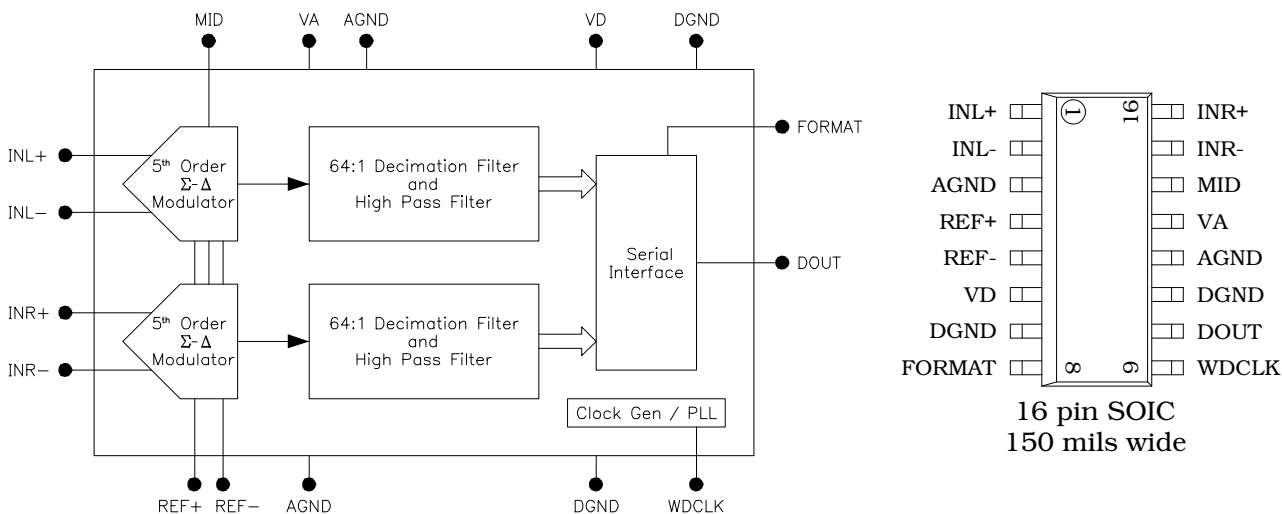 MID VA AGND VD DGND
INL+
INL−
INR+
INR−
5th Order
Σ-Δ
Modulator
64:1 Decimation Filter
and
High Pass Filter
5th Order
Σ-Δ
Modulator
64:1 Decimation Filter
and
High Pass Filter
Serial
Interface
Clock Gen / PLL
FORMAT
DOUT
REF+ REF− AGND DGND WDCLK
INL+ 1 16 INR+
INL- INR-
AGND MID
REF+ VA
REF- AGND
VD DGND
DGND DOUT
FORMAT 8 9 WDCLK
16 pin SOIC
150 mils wide